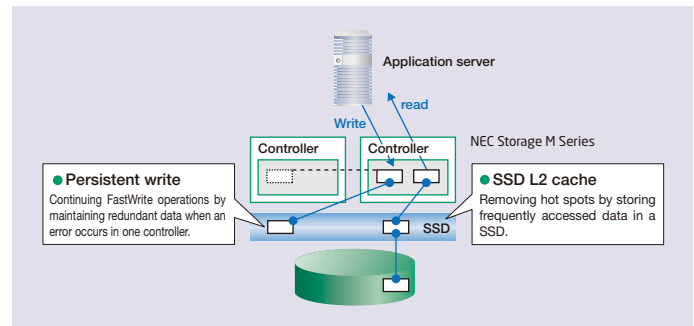 Application server
read
Write
Controller
Controller
NEC Storage M Series
● Persistent write
Continuing FastWrite operations by
maintaining redundant data when an
error occurs in one controller.
● SSD L2 cache
Removing hot spots by storing
frequently accessed data in a
SSD.
SSD